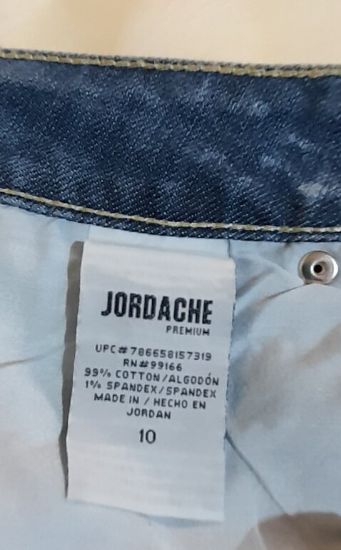 JORDACHE
PREMIUM
UPC#786658157319
RN#99166
99% COTTON/ALGODÓN
1% SPANDEX/SPANDEX
MADE IN / HECHO EN
JORDAN
10